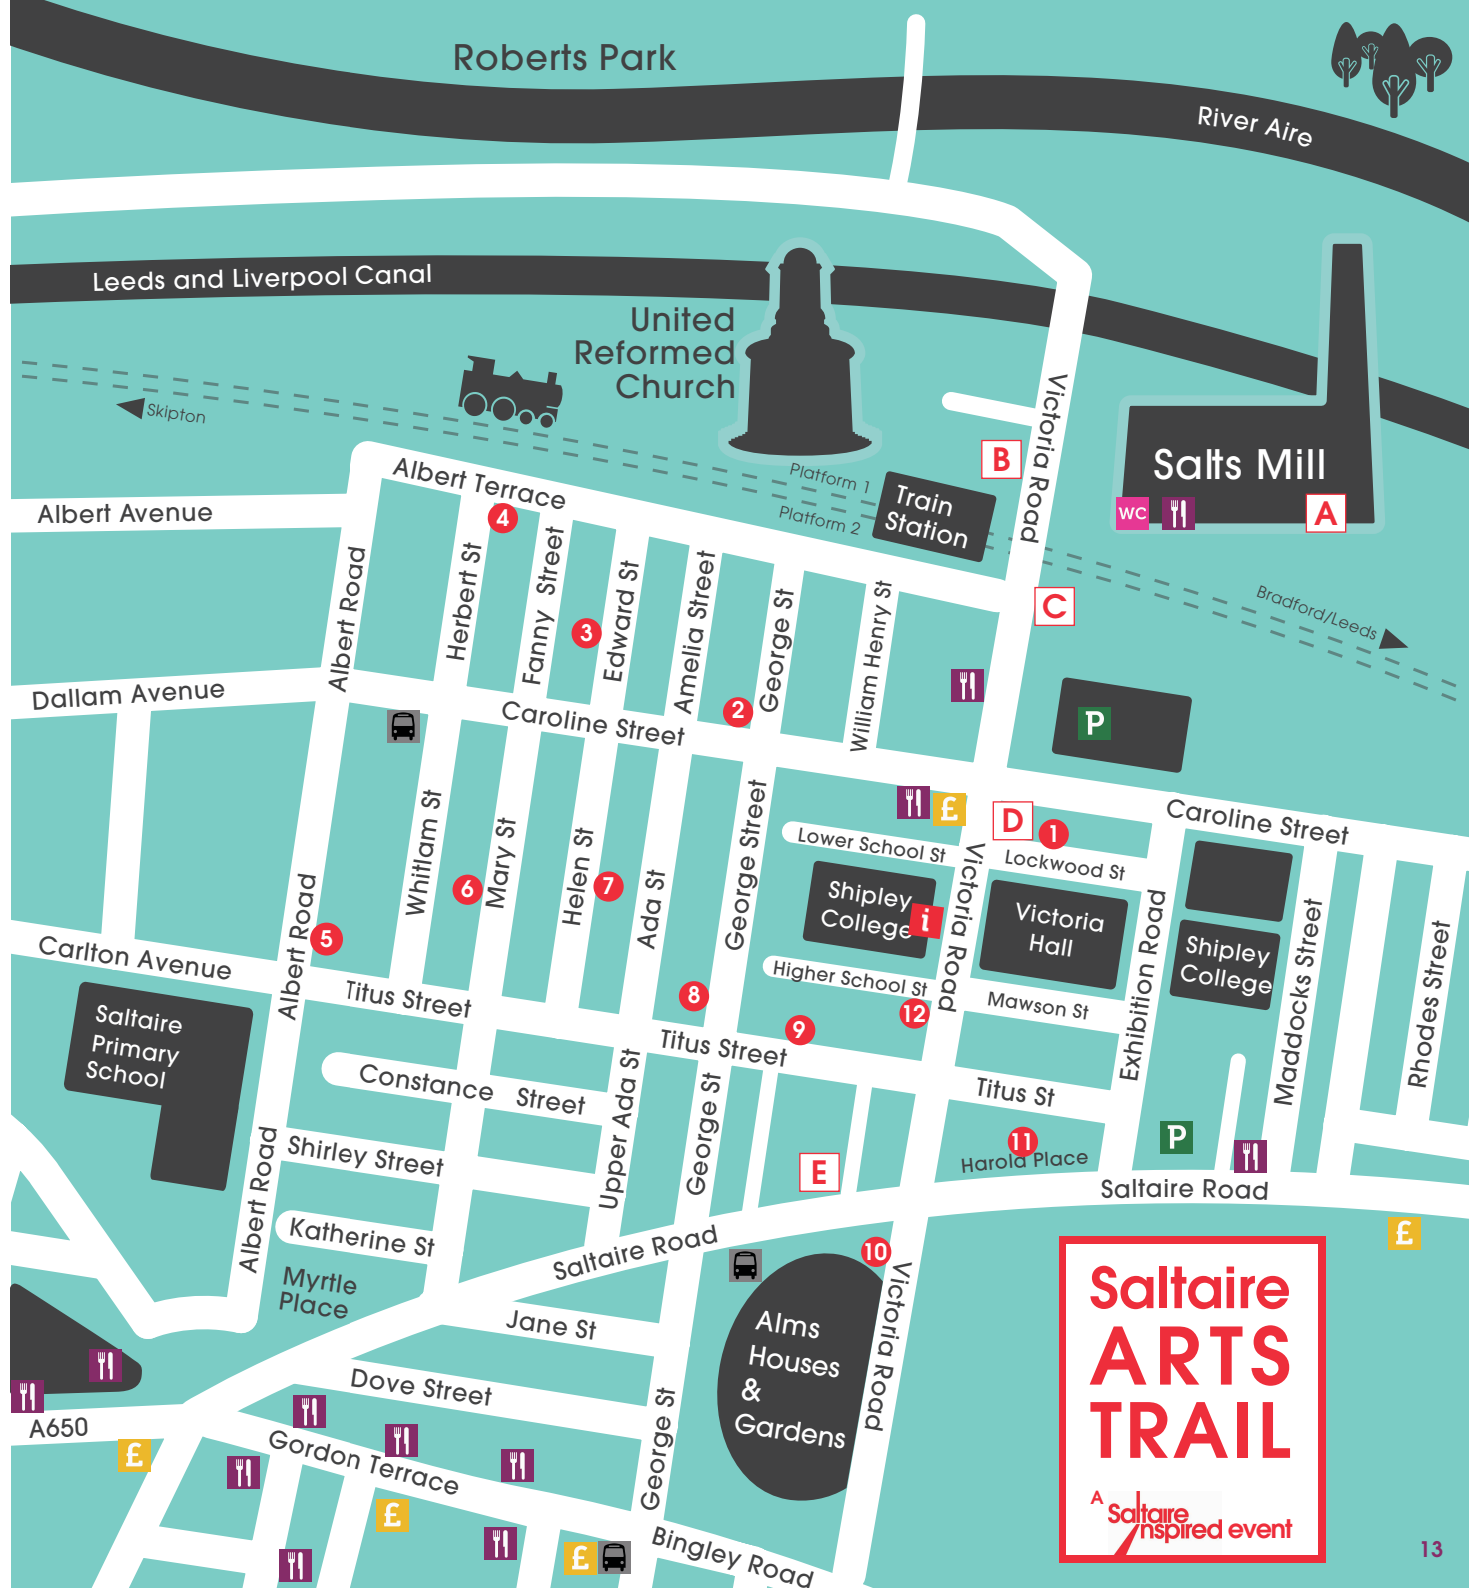 Roberts Park
River Aire
Leeds and Liverpool Canal
United
Reformed
Church
Skipton
Victoria Road
B
Salts Mill
Albert Terrace
Platform 1
Platform 2
Train
Station
WC
A
Albert Avenue
4
C
Bradford/Leeds
Albert Road
Herbert St
Fanny Street
3
Edward St
Amelia Street
George St
William Henry St
Dallam Avenue
Caroline Street
2
P
£
D
1
Caroline Street
Lower School St
Lockwood St
Whitlam St
6
Mary St
Helen St
7
Ada St
George Street
Shipley
College
i
Victoria Road
Victoria
Hall
Exhibition Road
Shipley
College
Maddocks Street
Rhodes Street
Albert Road
5
Carlton Avenue
Titus Street
8
Higher School St
12
Mawson St
9
Titus Street
Saltaire
Primary
School
Constance Street
Upper Ada St
George St
Titus St
11
Harold Place
P
Albert Road
Shirley Street
E
Saltaire Road
Katherine St
Saltaire Road
10
£
Myrtle
Place
Jane St
Alms
Houses
&
Gardens
Victoria Road
Dove Street
George St
A650
£
Gordon Terrace
£
£
Bingley Road
Saltaire
ARTS
TRAIL
A
Saltaire
Inspired event
13